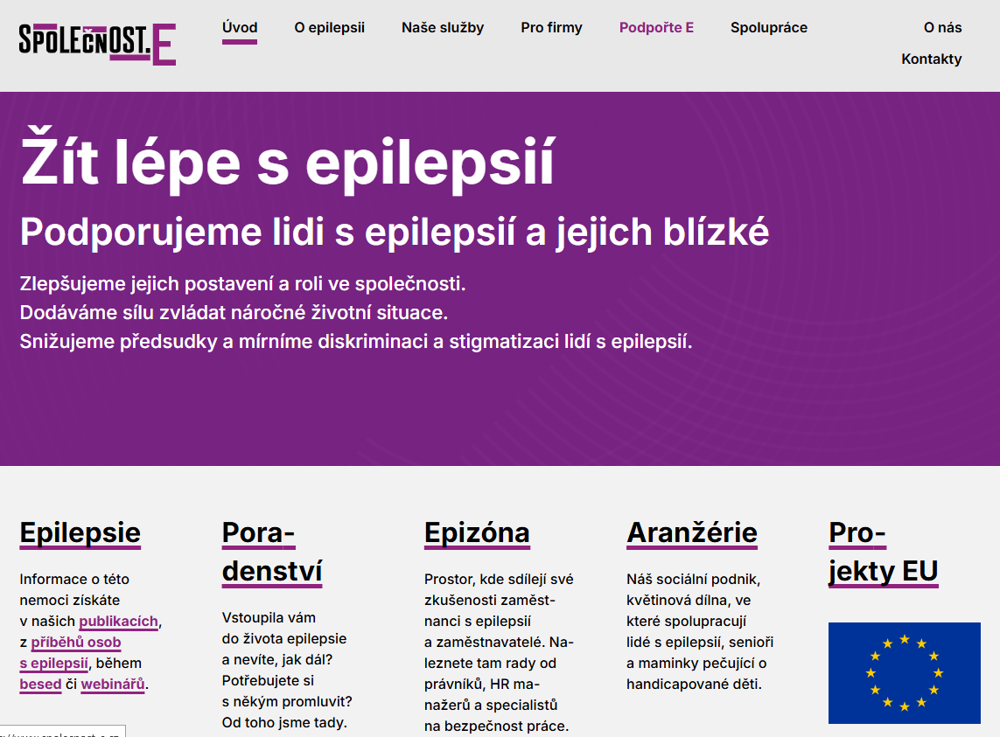 SPOLEČNOST.E
Úvod
O epilepsii
Naše služby
Pro firmy
Podpořte E
Spolupráce
O nás
Kontakty
Žít lépe s epilepsií
Podporujeme lidi s epilepsií a jejich blízké
Zlepšujeme jejich postavení a roli ve společnosti.
Dodáváme sílu zvládat náročné životní situace.
Snižujeme předsudky a mírníme diskriminaci a stigmatizaci lidí s epilepsií.
Epilepsie
Informace o této
nemoci získáte
v našich publikacích,
z příběhů osob
s epilepsií, během
besed či webinářů.
Pora-
denství
Vstoupila vám
do života epilepsie
a nevíte, jak dál?
Potřebujete si
s někým promluvit?
Od toho jsme tady.
Epizóna
Prostor, kde sdílejí své
zkušenosti zaměst-
nanci s epilepsií
a zaměstnavatelé. Na-
leznete tam rady od
právníků, HR ma-
nažerů a specialistů
na bezpečnost práce.
Aranžérie
Náš sociální podnik,
květinová dílna, ve
které spolupracují
lidé s epilepsií, senioři
a maminky pečující o
handicapované děti.
Pro-
jekty EU